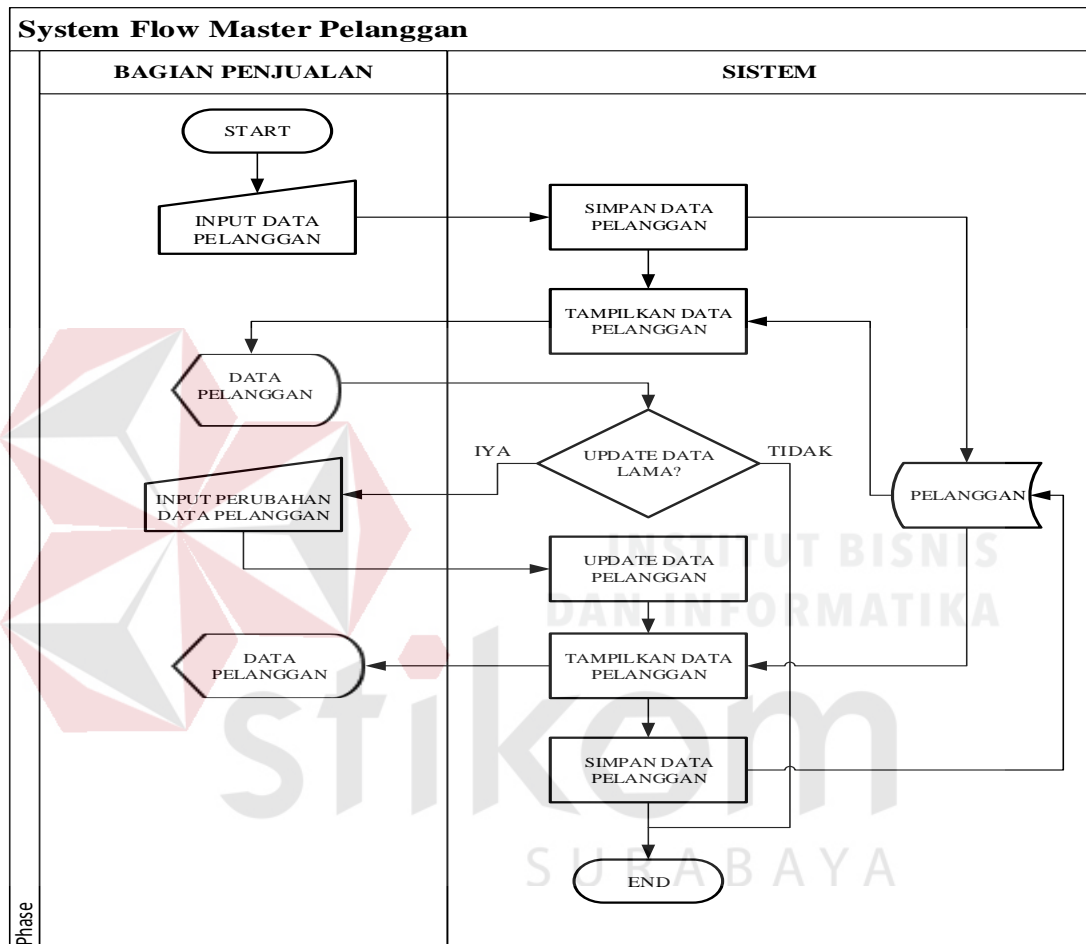 System Flow Master Pelanggan
BAGIAN PENJUALAN
SISTEM
START
INPUT DATA
PELANGGAN
SIMPAN DATA
PELANGGAN
TAMPILKAN DATA
PELANGGAN
DATA
PELANGGAN
UPDATE DATA
LAMA?
IYA
TIDAK
INPUT PERUBAHAN
DATA PELANGGAN
PELANGGAN
UPDATE DATA
PELANGGAN
TAMPILKAN DATA
PELANGGAN
DATA
PELANGGAN
SIMPAN DATA
PELANGGAN
END
Phase
INSTITUT BISNIS
DAN INFORMATIKA
stikom
SURABAYA